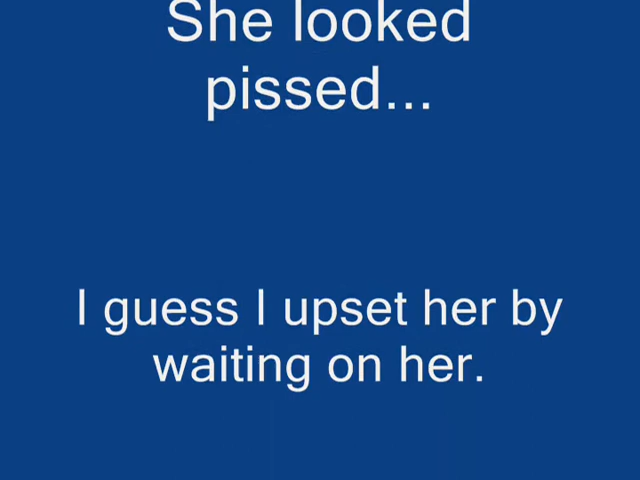 She looked
pissed...
I guess I upset her by
waiting on her.